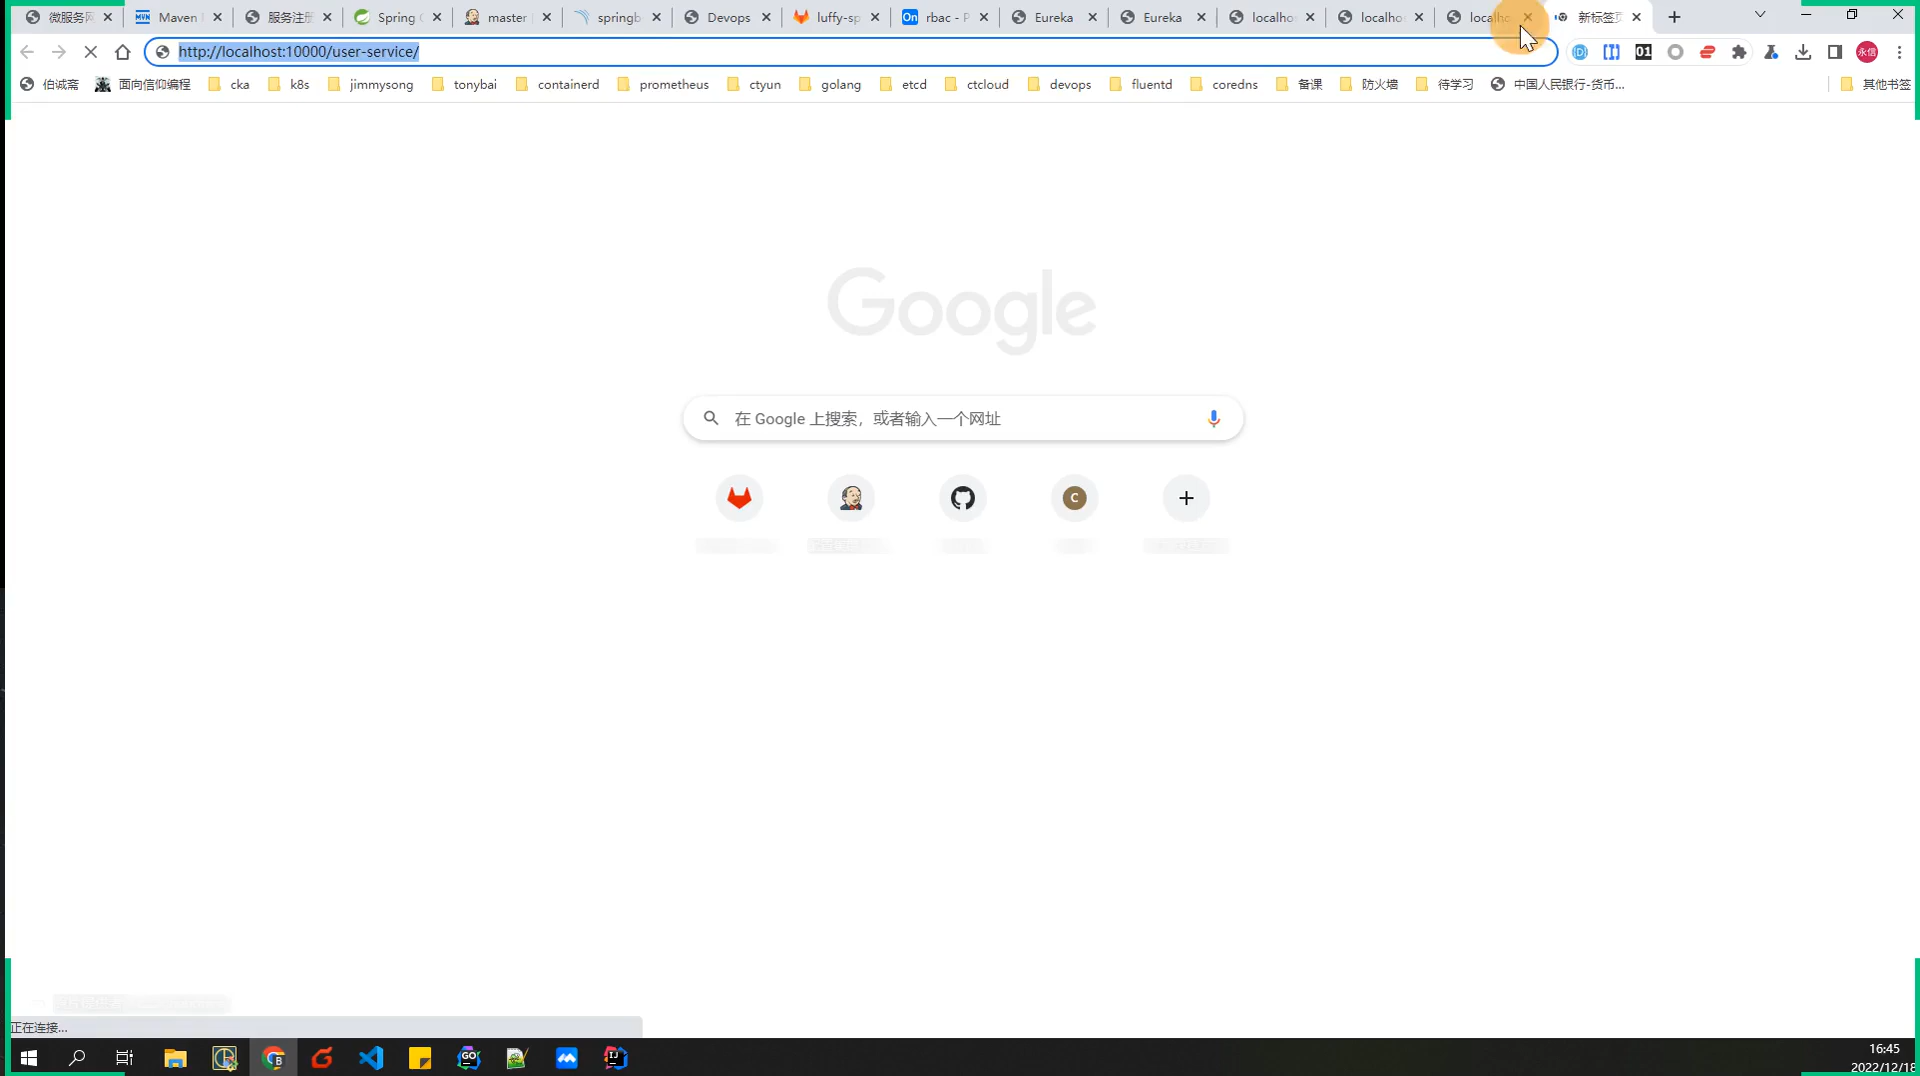 微服务网 Maven 服务注册 Spring C master springb Devops luffy-sp rbac - P Eureka Eureka localho localho localho 新标签页
http://localhost:10000/user-service/
伯诚斋 面向信仰编程 cka k8s jimmysong tonybai containerd prometheus ctyun golang etcd ctcloud devops fluentd coredns 备课 防火墙 待学习 中国人民银行-货币... 其他书签
Google
在 Google 上搜索，或者输入一个网址
正在连接...
16:45
2022/12/18